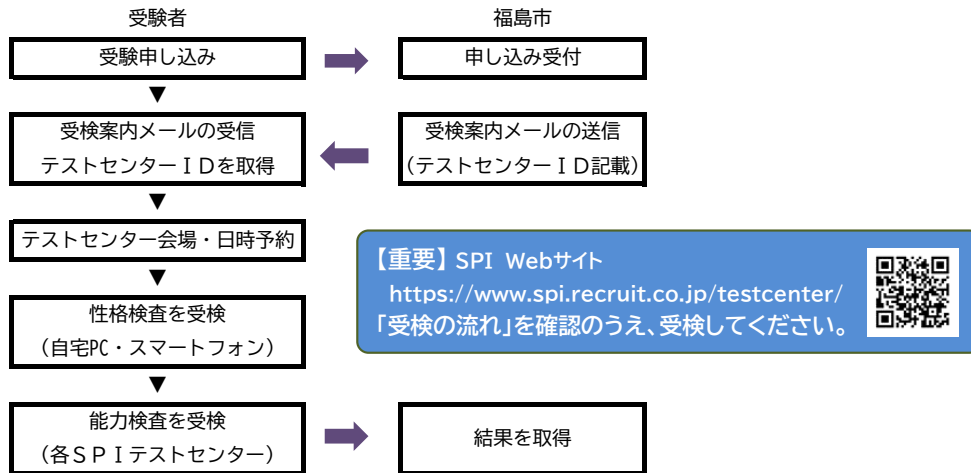 受験者
福島市
受験申し込み
申し込み受付
▼
受検案内メールの受信
テストセンターＩＤを取得
受検案内メールの送信
(テストセンターＩＤ記載)
▼
テストセンター会場・日時予約
▼
【重要】 SPI Webサイト
https://www.spi.recruit.co.jp/testcenter/
「受検の流れ」を確認のうえ、受検してください。
性格検査を受検
（自宅PC・スマートフォン）
▼
能力検査を受検
（各ＳＰＩテストセンター）
結果を取得